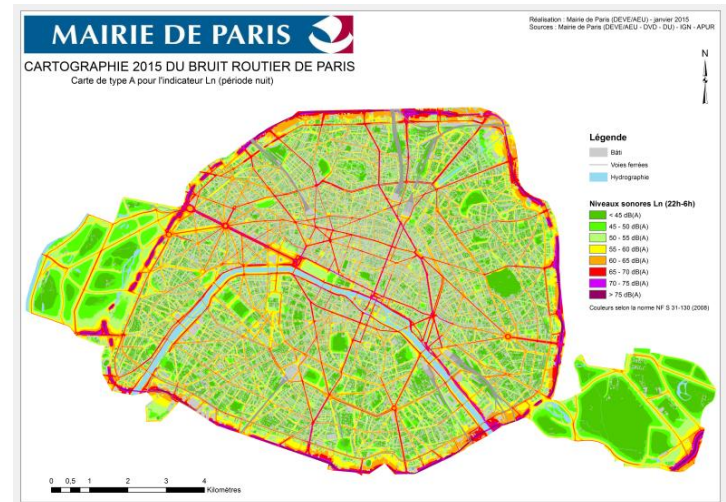 MAIRIE DE PARIS
Réalisation : Mairie de Paris (DEVE/AEU) - janvier 2015
Sources : Mairie de Paris (DEVE/AEU - DVD - DU) - IGN - APUR
CARTOGRAPHIE 2015 DU BRUIT ROUTIER DE PARIS
Carte de type A pour l'indicateur Ln (période nuit)
N
Légende
Bâti
Voies ferrées
Hydrographie
Niveaux sonores Ln (22h-6h)
< 45 dB(A)
45 - 50 dB(A)
50 - 55 dB(A)
55 - 60 dB(A)
60 - 65 dB(A)
65 - 70 dB(A)
70 - 75 dB(A)
> 75 dB(A)
Couleurs selon la norme NF S 31-130 (2008)
0 0,5 1 2 3 4
Kilomètres